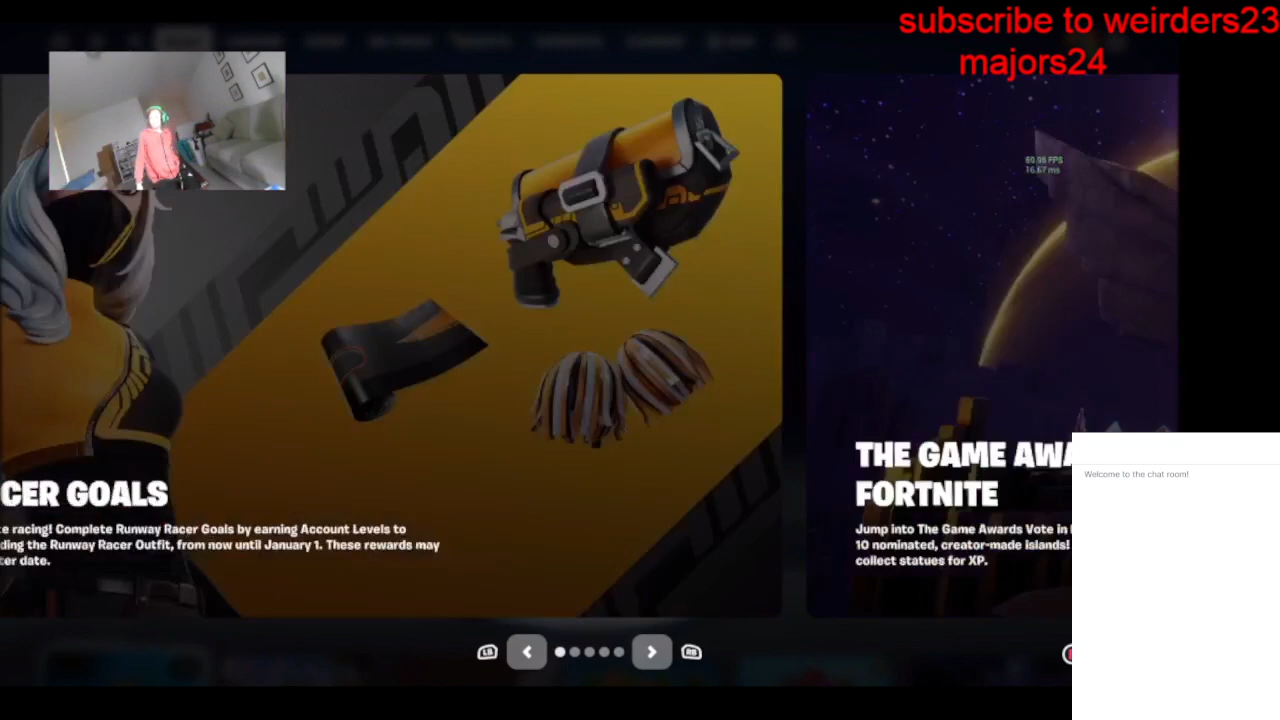 subscribe to weirders23
majors24
60.95 FPS
16.67 ms
CER GOALS
e racing! Complete Runway Racer Goals by earning Account Levels to
ding the Runway Racer Outfit, from now until January 1. These rewards may
er date.
THE GAME AWA
FORTNITE
Jump into The Game Awards Vote in
10 nominated, creator-made islands!
collect statues for XP.
Welcome to the chat room!
LB
RB